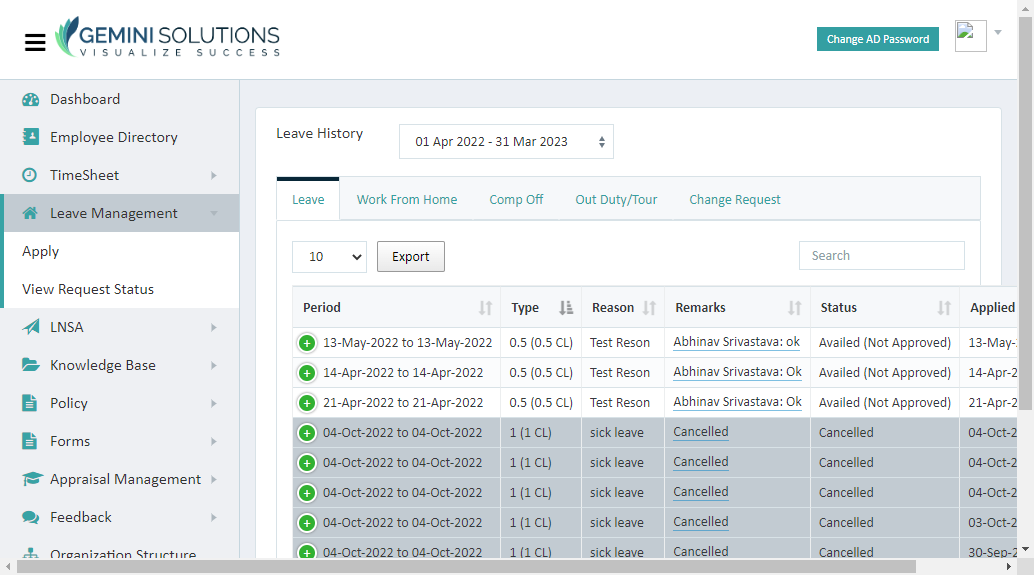 GEMINI SOLUTIONS
VISUALIZE SUCCESS
Change AD Password
Dashboard
Employee Directory
TimeSheet
Leave Management
Apply
View Request Status
LNSA
Knowledge Base
Policy
Forms
Appraisal Management
Feedback
Organization Structure
Leave History
01 Apr 2022 - 31 Mar 2023
Leave Work From Home Comp Off Out Duty/Tour Change Request
10 Export Search
Period Type Reason Remarks Status Applied
13-May-2022 to 13-May-2022 0.5 (0.5 CL) Test Reson Abhinav Srivastava: ok Availed (Not Approved) 13-May-
14-Apr-2022 to 14-Apr-2022 0.5 (0.5 CL) Test Reson Abhinav Srivastava: Ok Availed (Not Approved) 14-Apr-2
21-Apr-2022 to 21-Apr-2022 0.5 (0.5 CL) Test Reson Abhinav Srivastava: Ok Availed (Not Approved) 21-Apr-2
04-Oct-2022 to 04-Oct-2022 1 (1 CL) sick leave Cancelled Cancelled 04-Oct-2
04-Oct-2022 to 04-Oct-2022 1 (1 CL) sick leave Cancelled Cancelled 04-Oct-2
04-Oct-2022 to 04-Oct-2022 1 (1 CL) sick leave Cancelled Cancelled 04-Oct-2
04-Oct-2022 to 04-Oct-2022 1 (1 CL) sick leave Cancelled Cancelled 03-Oct-2
04-Oct-2022 to 04-Oct-2022 1 (1 CL) sick leave Cancelled Cancelled 30-Sep-2